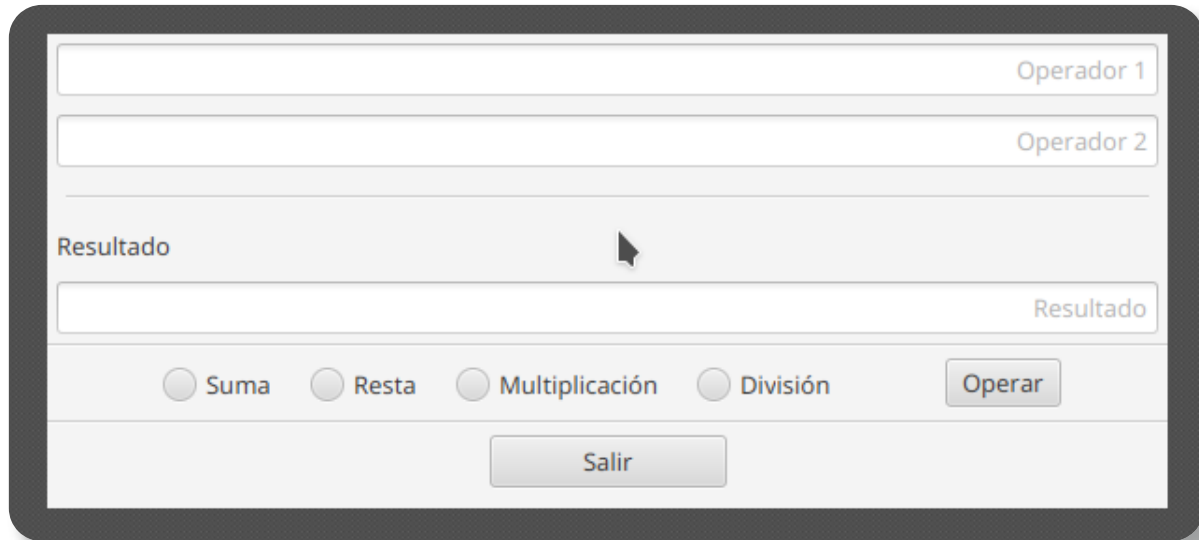 Operador 1
Operador 2
Resultado
Resultado
Suma Resta Multiplicación División Operar
Salir